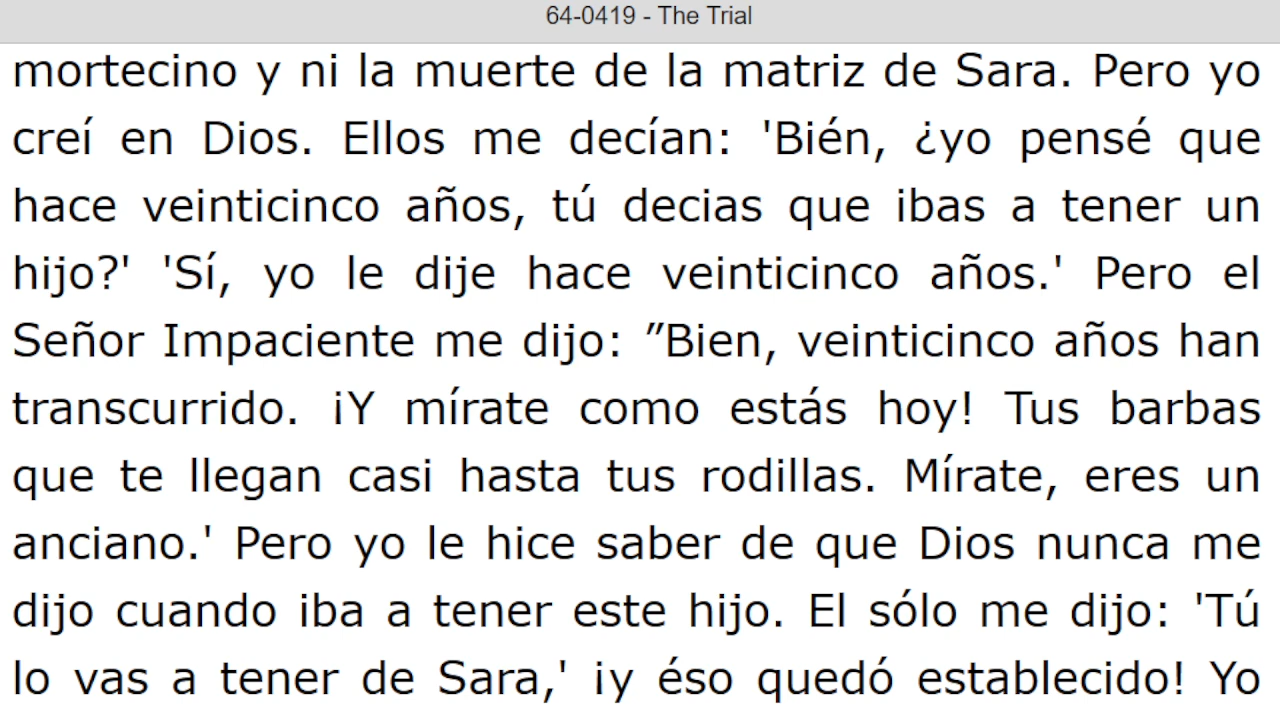 64-0419 - The Trial
mortecino y ni la muerte de la matriz de Sara. Pero yo
creí en Dios. Ellos me decían: 'Bién, ¿yo pensé que
hace veinticinco años, tú decias que ibas a tener un
hijo?' 'Sí, yo le dije hace veinticinco años.' Pero el
Señor Impaciente me dijo: ”Bien, veinticinco años han
transcurrido. ¡Y mírate como estás hoy! Tus barbas
que te llegan casi hasta tus rodillas. Mírate, eres un
anciano.' Pero yo le hice saber de que Dios nunca me
dijo cuando iba a tener este hijo. El sólo me dijo: 'Tú
lo vas a tener de Sara,' ¡y éso quedó establecido! Yo